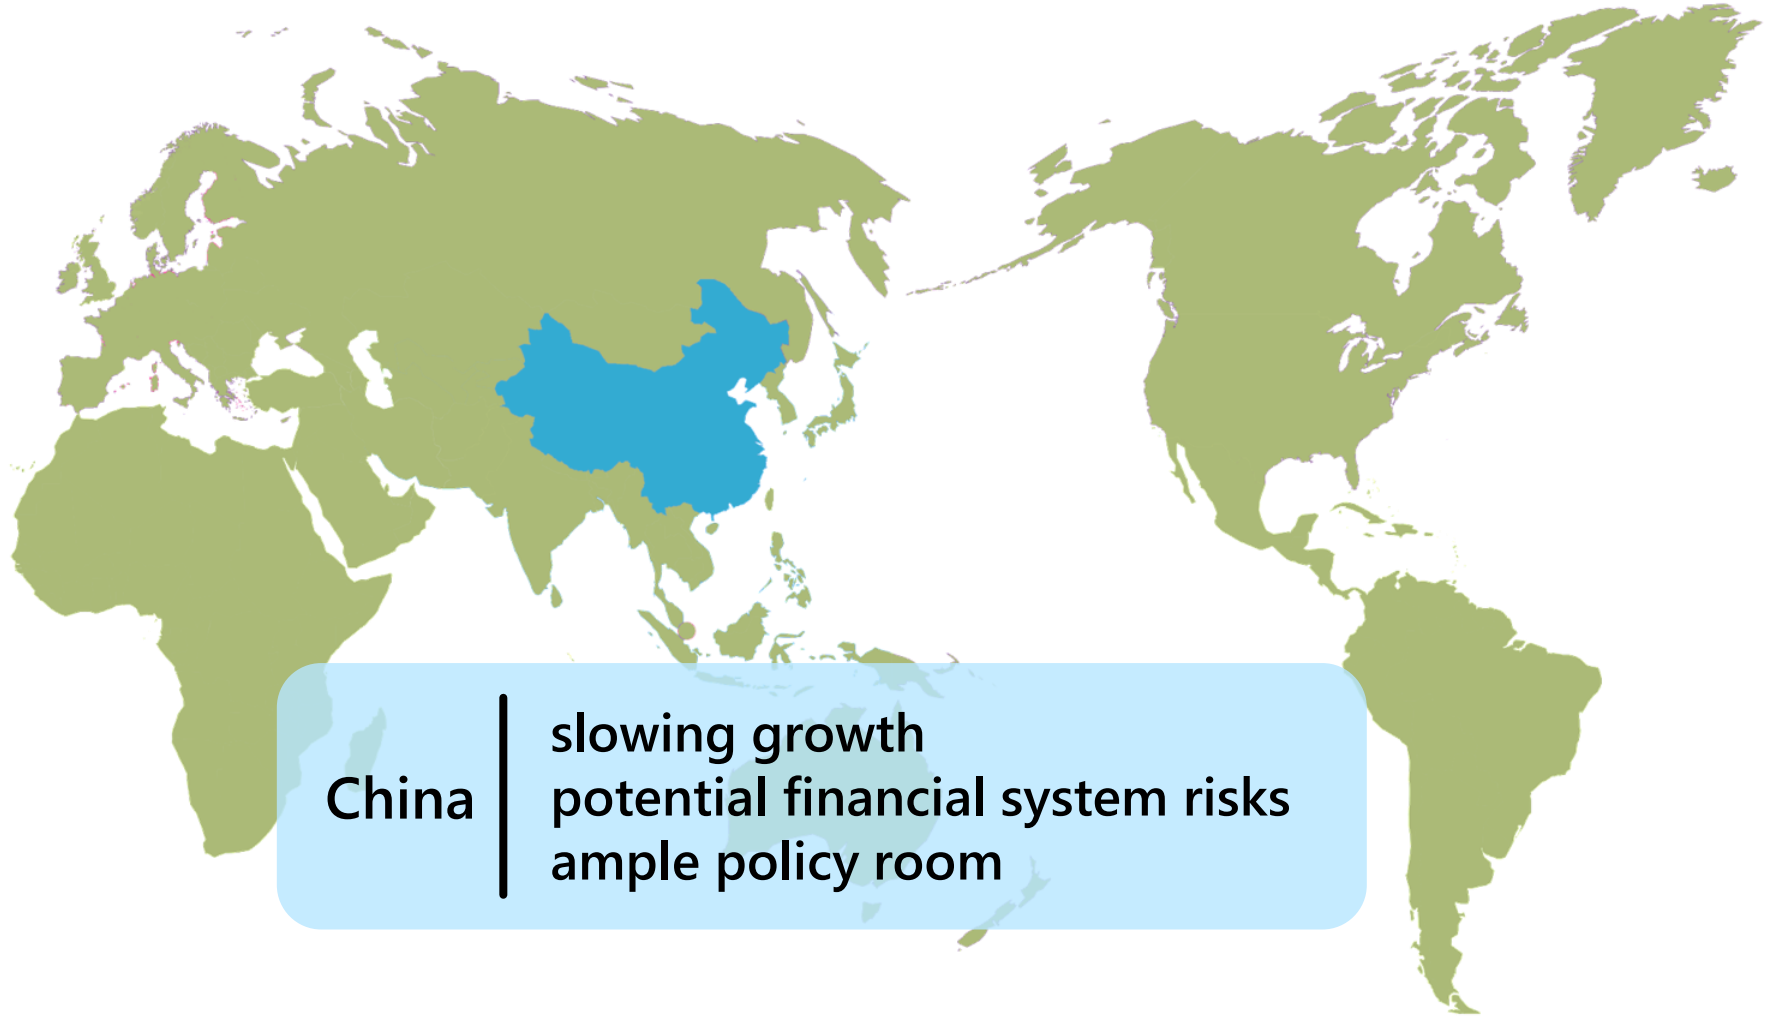 China
slowing growth
potential financial system risks
ample policy room